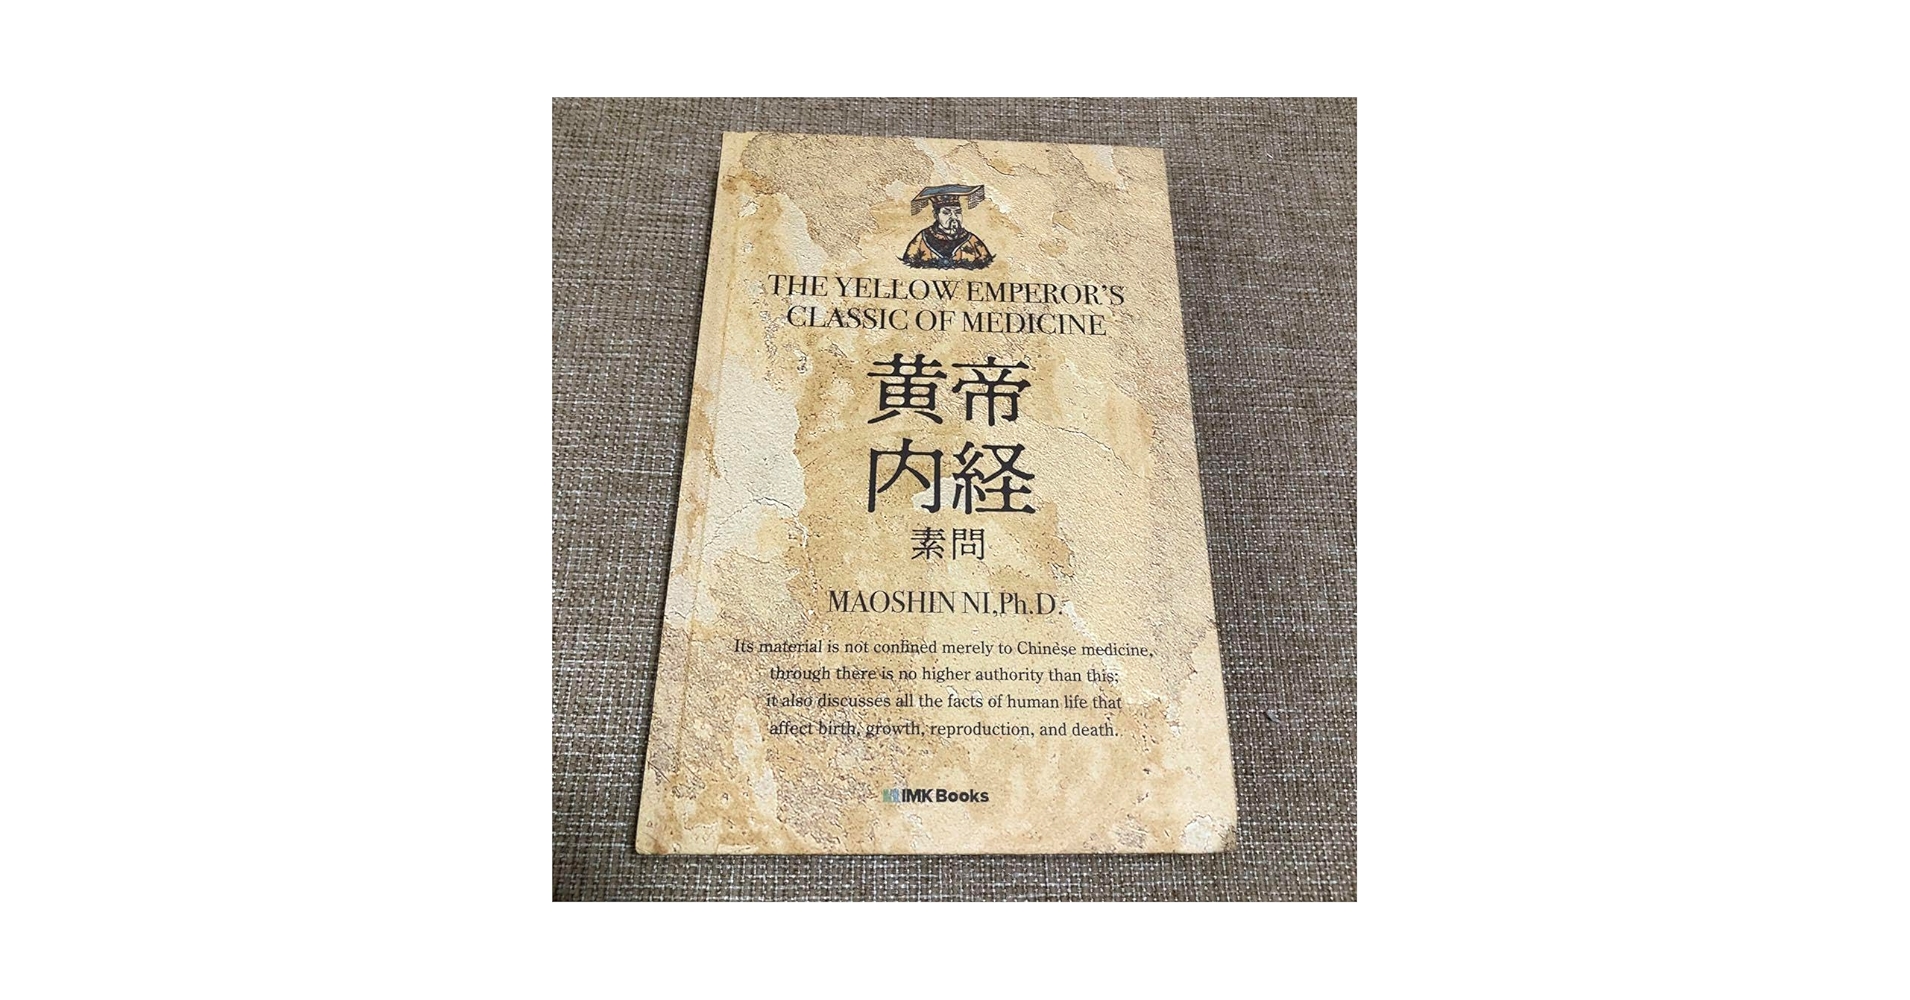 THE YELLOW EMPEROR'S
CLASSIC OF MEDICINE
黄帝
内経
素問
MAOSHIN NI,Ph.D.
Its material is not confined merely to Chinese medicine,
through there is no higher authority than this;
it also discusses all the facts of human life that
affect birth, growth, reproduction, and death.
IMK Books